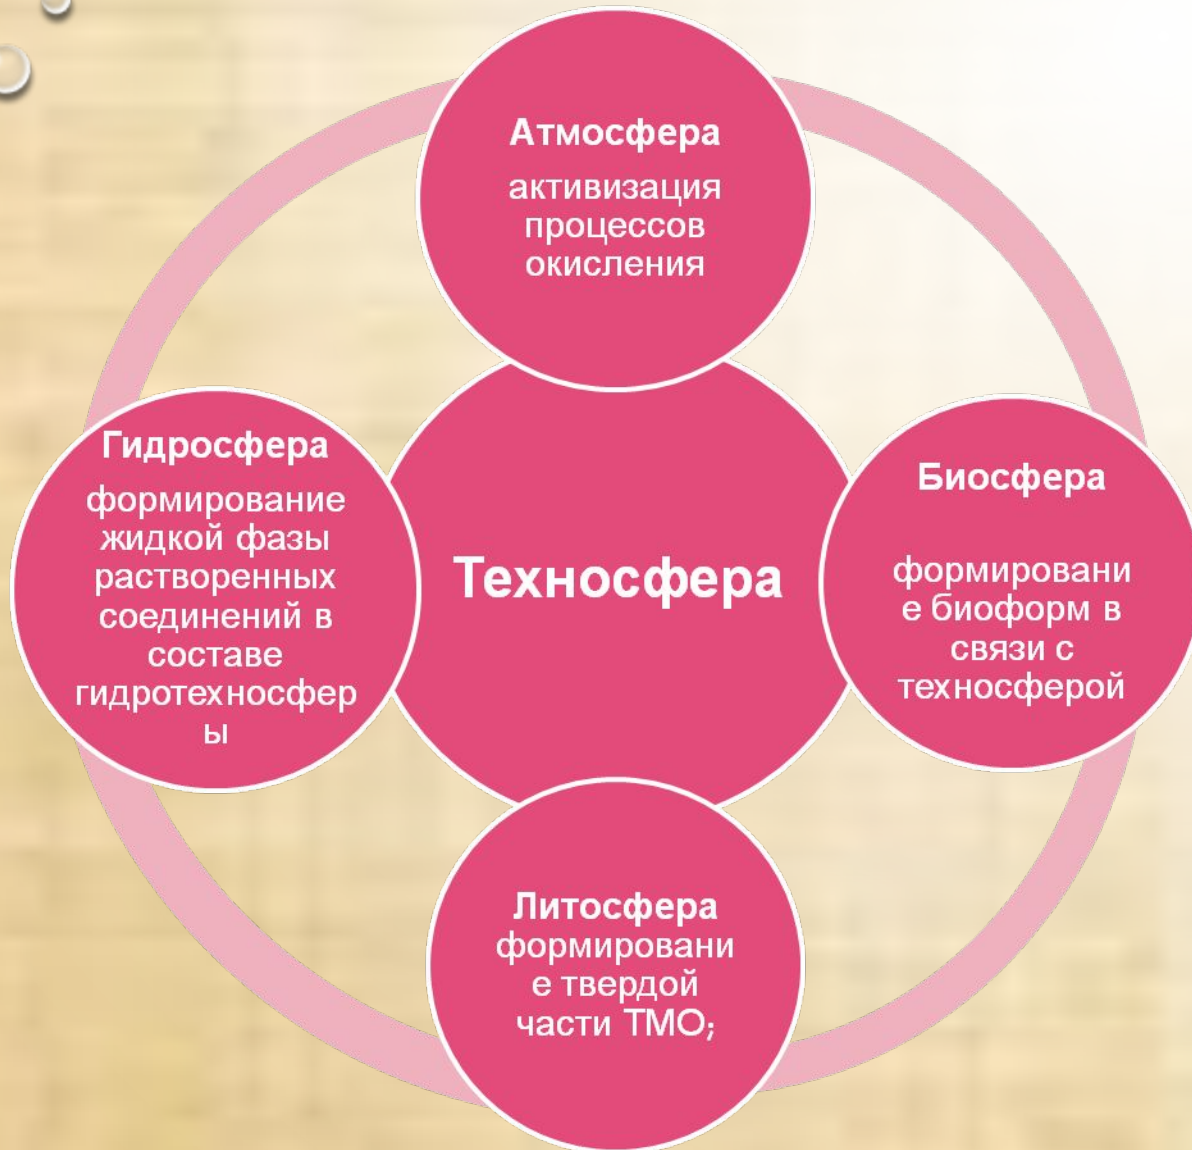 Атмосфера
активизация
процессов
окисления
Гидросфера
формирование
жидкой фазы
растворенных
соединений в
составе
гидротехносфер
ы
Техносфера
Биосфера
формировани
е биоформ в
связи с
техносферой
Литосфера
формировани
е твердой
части ТМО;